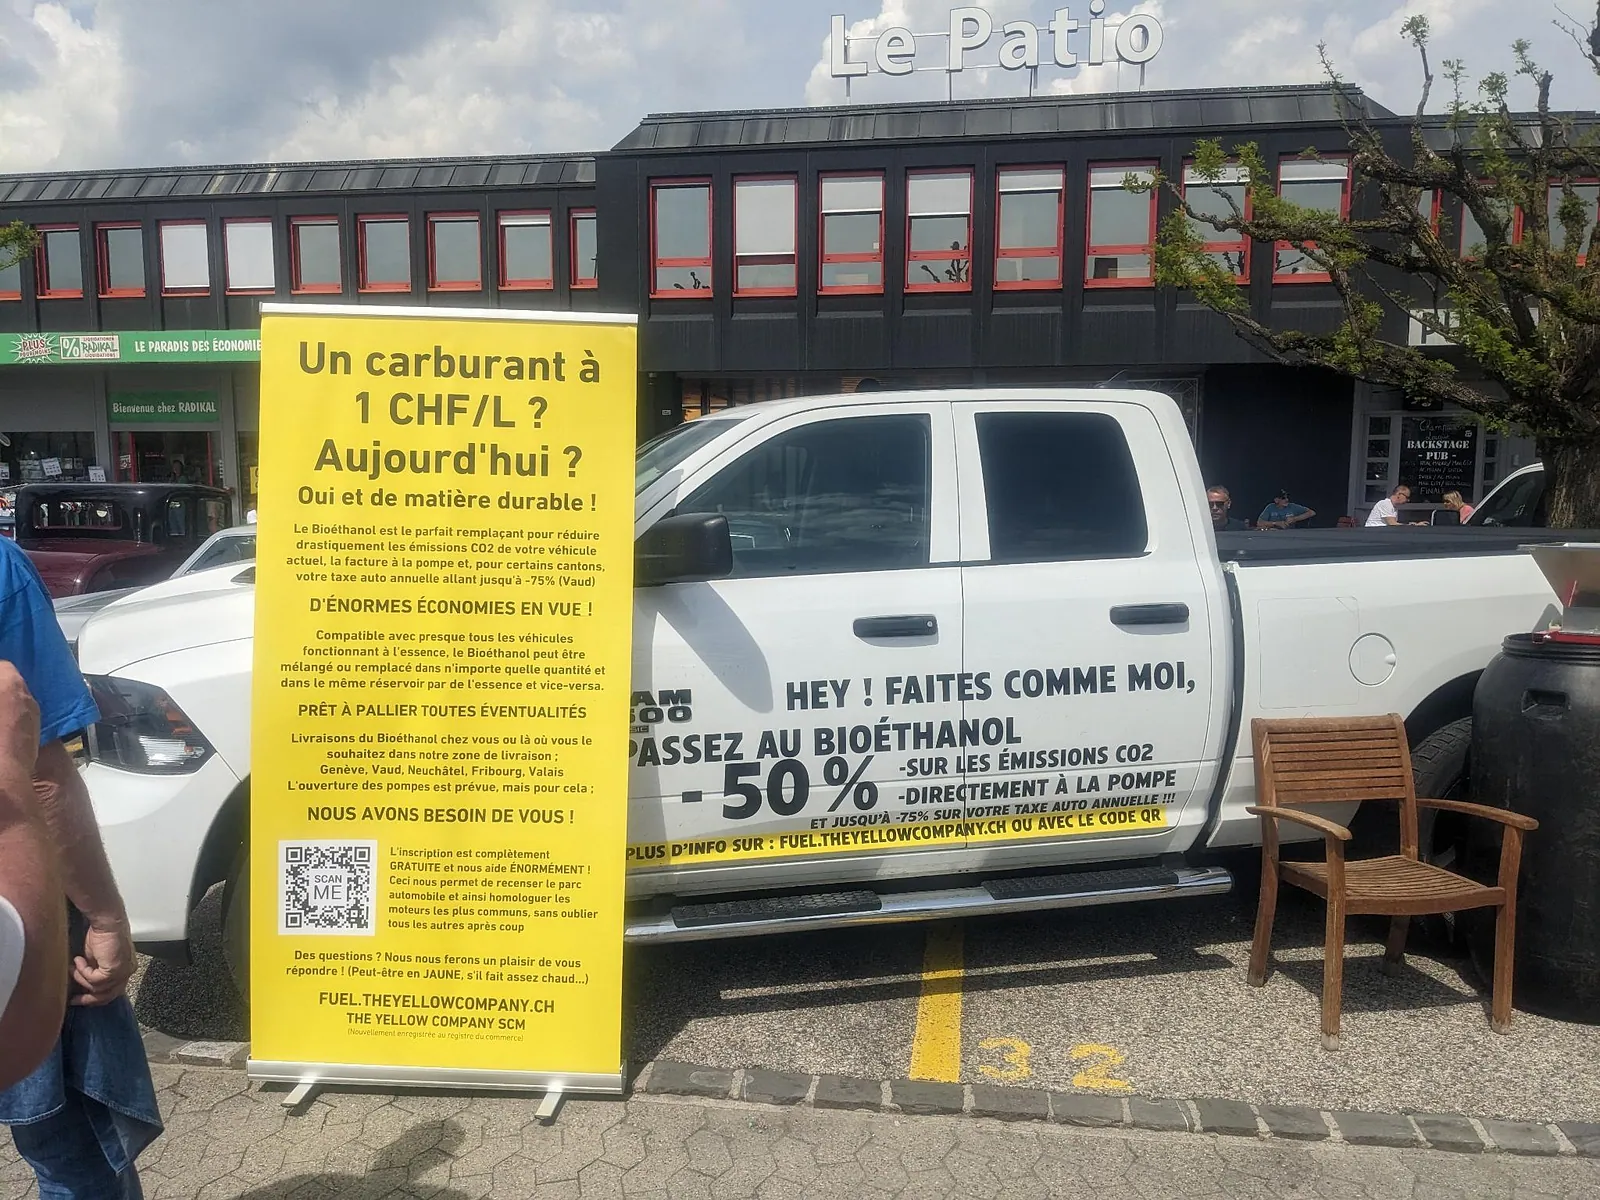 Le Patio
PLUS
% LIQUIDATIONER
RADIKAL
LIQUIDATIONS
LE PARADIS DES ÉCONOMIE
Bienvenue chez RADIKAL
BACKSTAGE
- PUB -
FINALE
Un carburant à
1 CHF/L ?
Aujourd'hui ?
Oui et de matière durable !
Le Bioéthanol est le parfait remplaçant pour réduire
drastiquement les émissions CO2 de votre véhicule
actuel, la facture à la pompe et, pour certains cantons,
votre taxe auto annuelle allant jusqu'à -75% (Vaud)
D'ÉNORMES ÉCONOMIES EN VUE !
Compatible avec presque tous les véhicules
fonctionnant à l'essence, le Bioéthanol peut être
mélangé ou remplacé dans n'importe quelle quantité et
dans le même réservoir par de l'essence et vice-versa.
PRÊT À PALLIER TOUTES ÉVENTUALITÉS
Livraisons du Bioéthanol chez vous ou là où vous le
souhaitez dans notre zone de livraison ;
Genève, Vaud, Neuchâtel, Fribourg, Valais
L'ouverture des pompes est prévue, mais pour cela ;
NOUS AVONS BESOIN DE VOUS !
SCAN
ME
L'inscription est complètement
GRATUITE et nous aide ÉNORMÉMENT !
Ceci nous permet de recenser le parc
automobile et ainsi homologuer les
moteurs les plus communs, sans oublier
tous les autres après coup
Des questions ? Nous nous ferons un plaisir de vous
répondre ! (Peut-être en JAUNE, s'il fait assez chaud...)
FUEL.THEYELLOWCOMPANY.CH
THE YELLOW COMPANY SCM
(Nouvellement enregistrée au registre du commerce)
AM
500
HEY ! FAITES COMME MOI,
PASSEZ AU BIOÉTHANOL
- 50% -SUR LES ÉMISSIONS CO2
-DIRECTEMENT À LA POMPE
ET JUSQU'À -75% SUR VOTRE TAXE AUTO ANNUELLE !!!
PLUS D'INFO SUR : FUEL.THEYELLOWCOMPANY.CH OU AVEC LE CODE QR
32